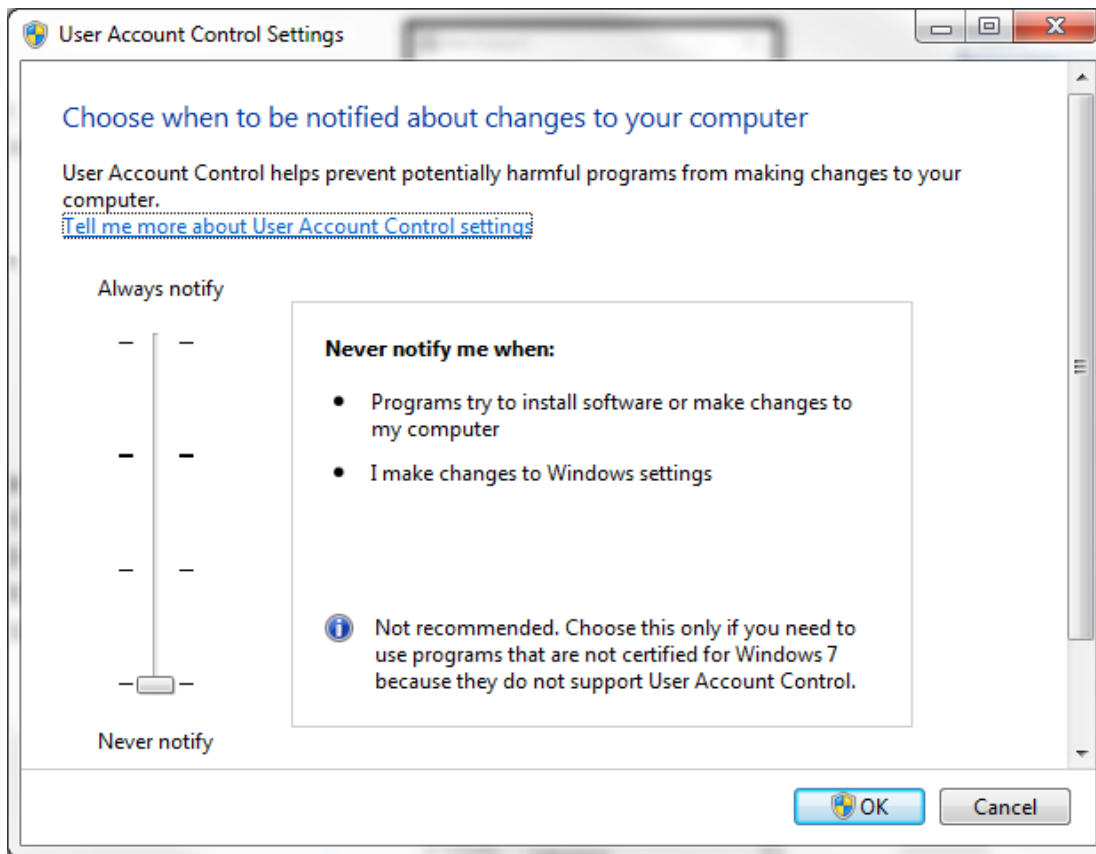 User Account Control Settings
Choose when to be notified about changes to your computer
User Account Control helps prevent potentially harmful programs from making changes to your
computer.
Tell me more about User Account Control settings
Always notify
Never notify me when:
Programs try to install software or make changes to
my computer
I make changes to Windows settings
Not recommended. Choose this only if you need to
use programs that are not certified for Windows 7
because they do not support User Account Control.
Never notify
OK
Cancel